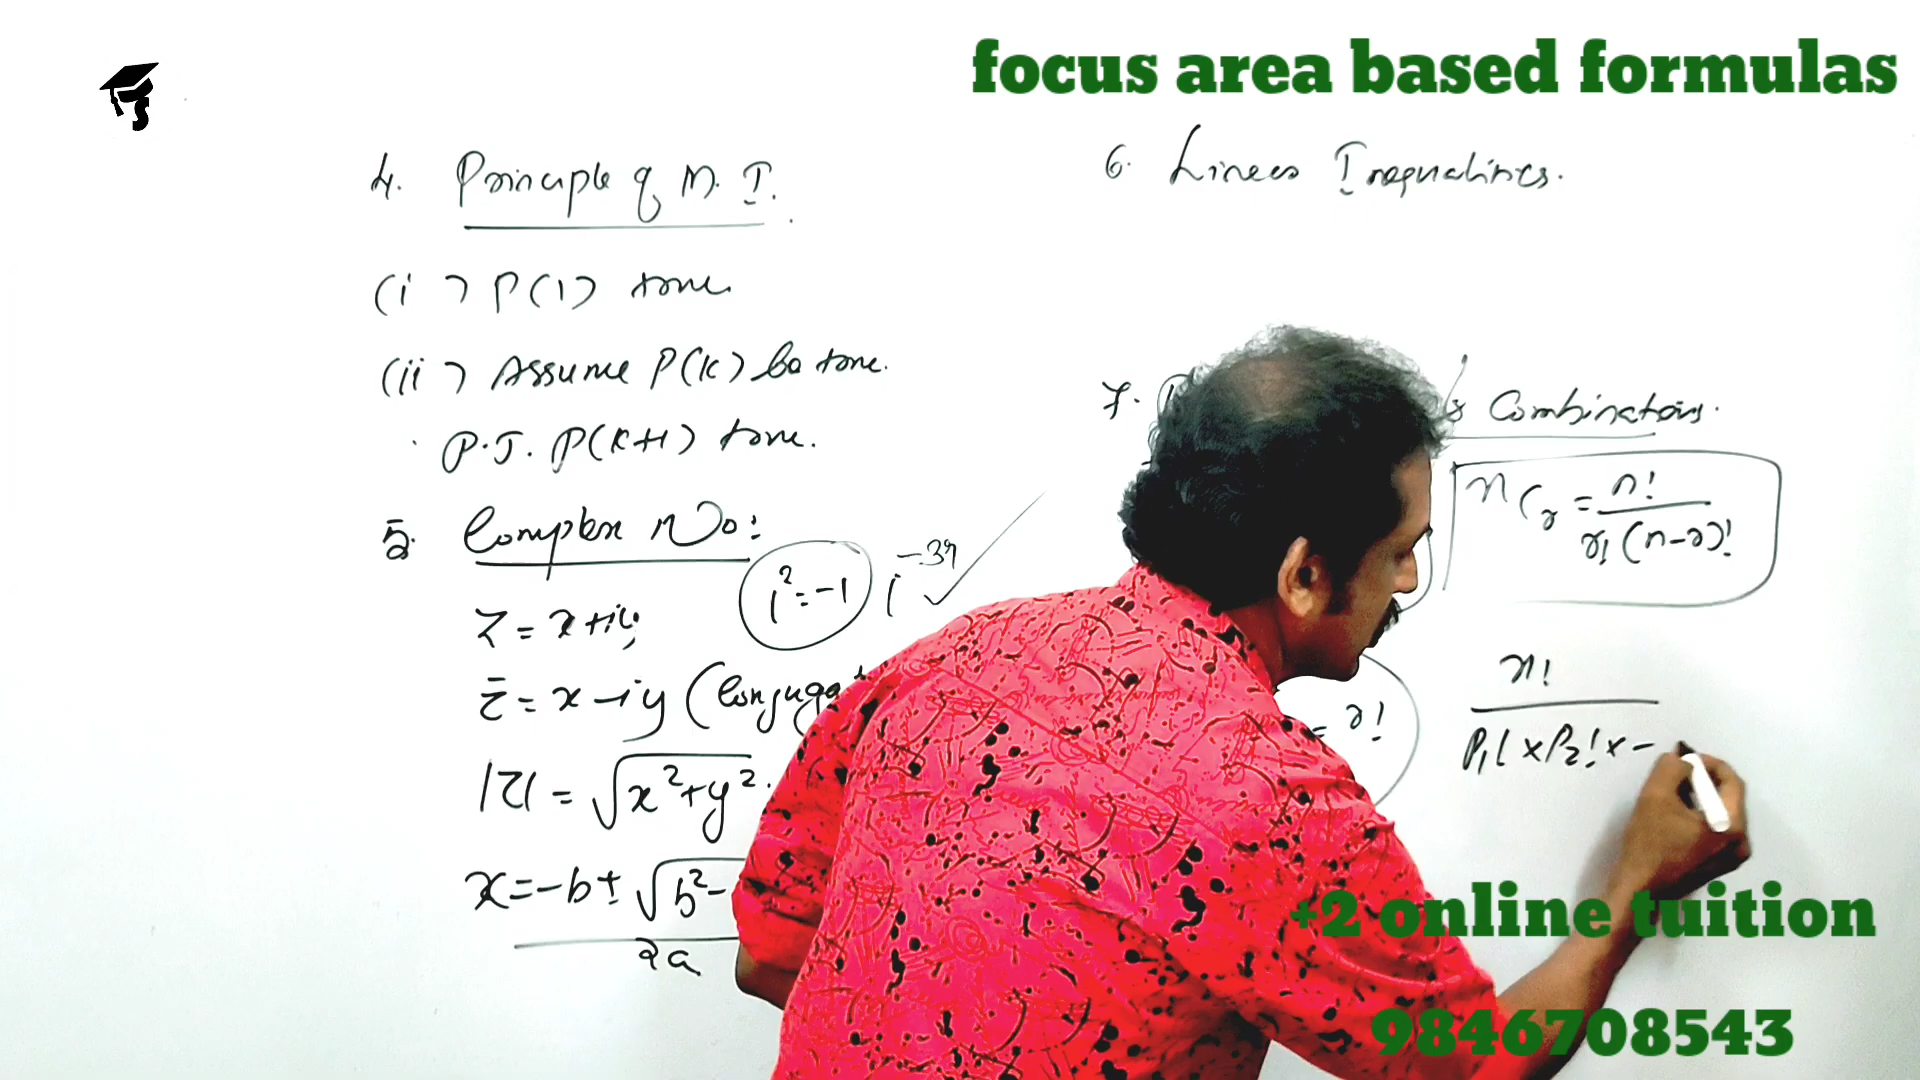 focus area based formulas
4. Principle of M. I.
(i) P(1) true
(ii) Assume P(k) be true.
P.T. P(k+1) true.
5. Complex No:
i² = -1 i⁻³⁹
z = x+iy
z̄ = x-iy (Conjuga
|z| = √x²+y².
x = -b ± √b²-
2a
6. Linear Inequalities.
7.
& Combinations.
nCr = n!
r! (n-r)!
= r!
n!
P₁! × P₂! × -
+2 online tuition
9846708543